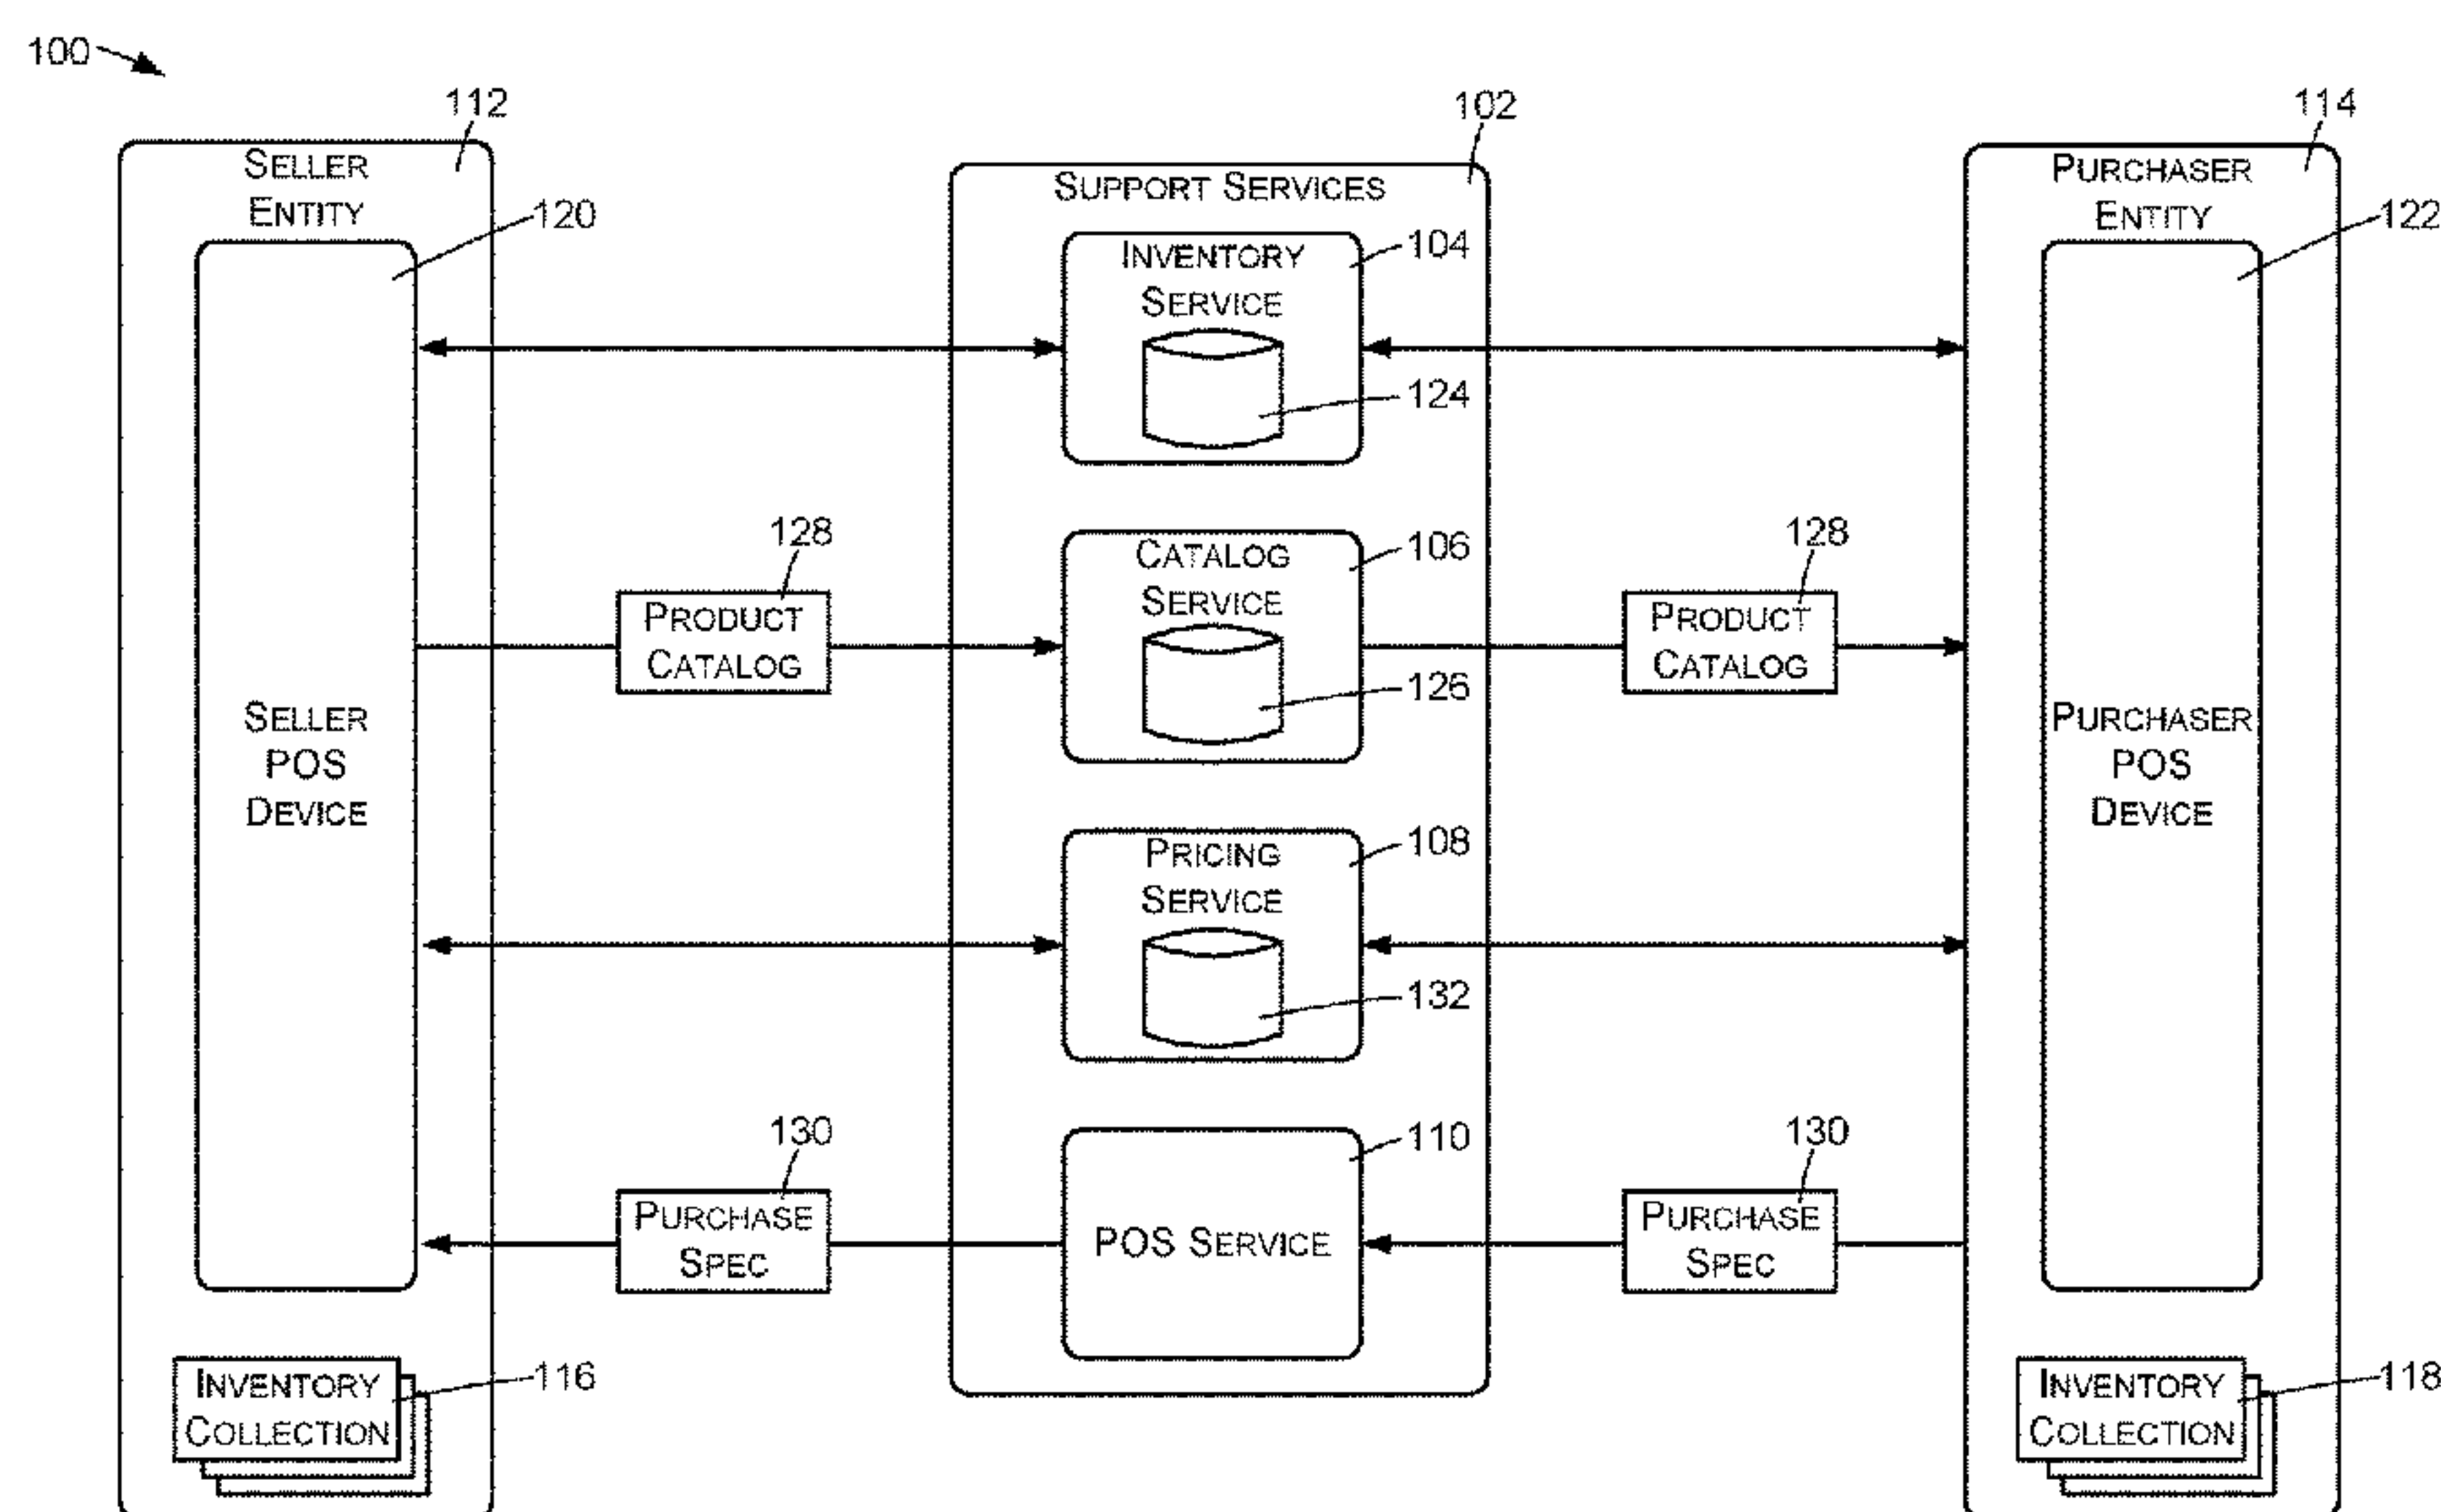 100
112
102
114
SELLER
ENTITY
120
SUPPORT SERVICES
PURCHASER
ENTITY
122
INVENTORY
SERVICE
104
124
128
PRODUCT
CATALOG
CATALOG
SERVICE
106
126
128
PRODUCT
CATALOG
SELLER
POS
DEVICE
PURCHASER
POS
DEVICE
PRICING
SERVICE
108
132
130
PURCHASE
SPEC
POS SERVICE
110
130
PURCHASE
SPEC
INVENTORY
COLLECTION
116
INVENTORY
COLLECTION
118